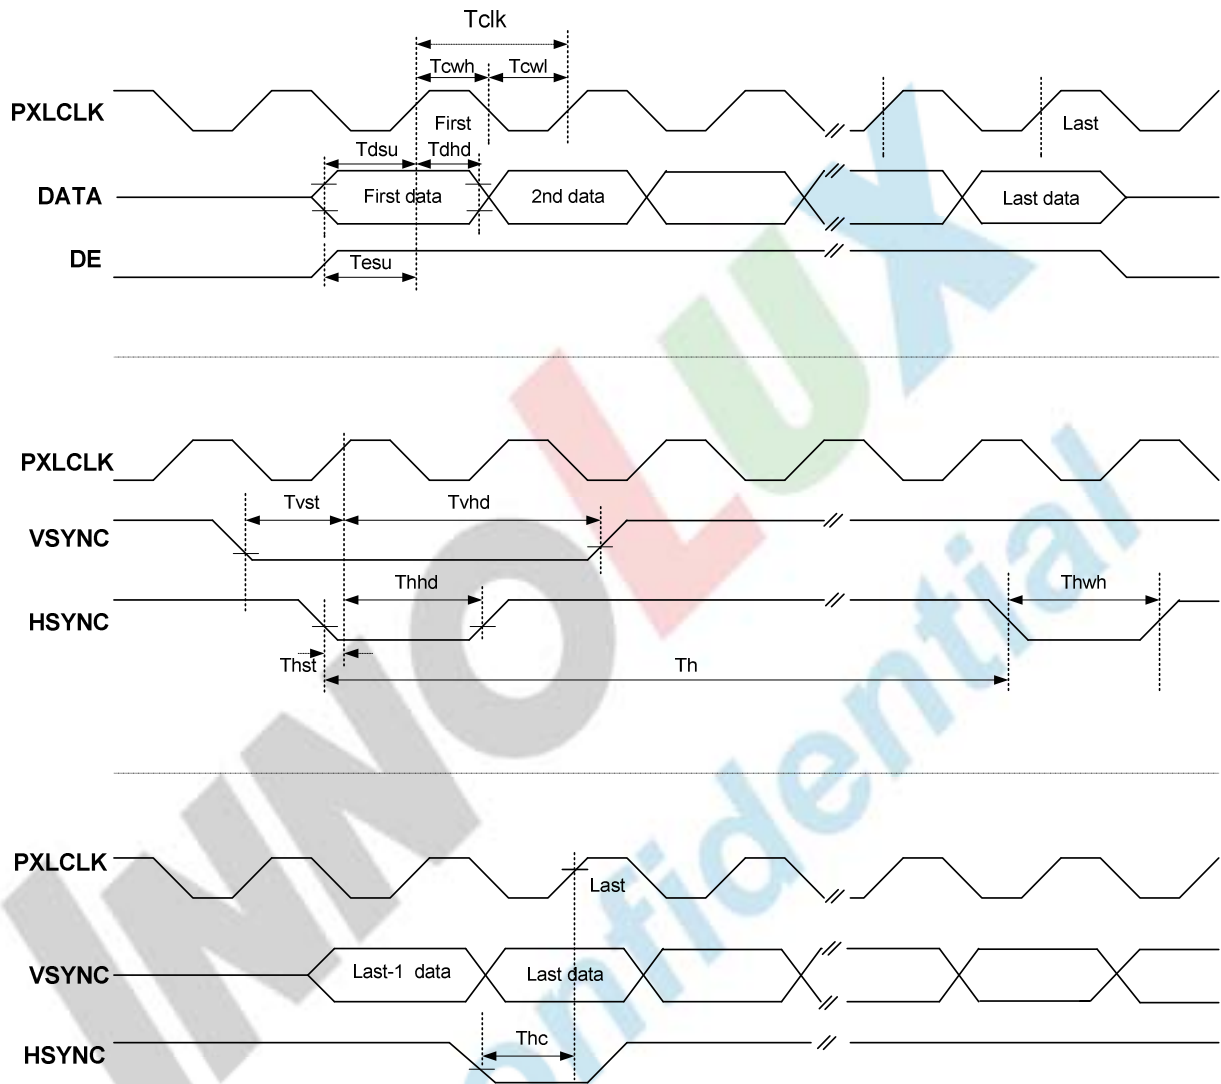 Tclk
Tcwh Tcwl
PXLCLK
First
Last
Tdsu Tdhd
DATA
First data
2nd data
Last data
DE
Tesu
PXLCLK
Tvst
Tvhd
VSYNC
Thhd
Thwh
HSYNC
Thst
Th
PXLCLK
Last
VSYNC
Last-1 data
Last data
HSYNC
Thc
INNOLUX
onfidential